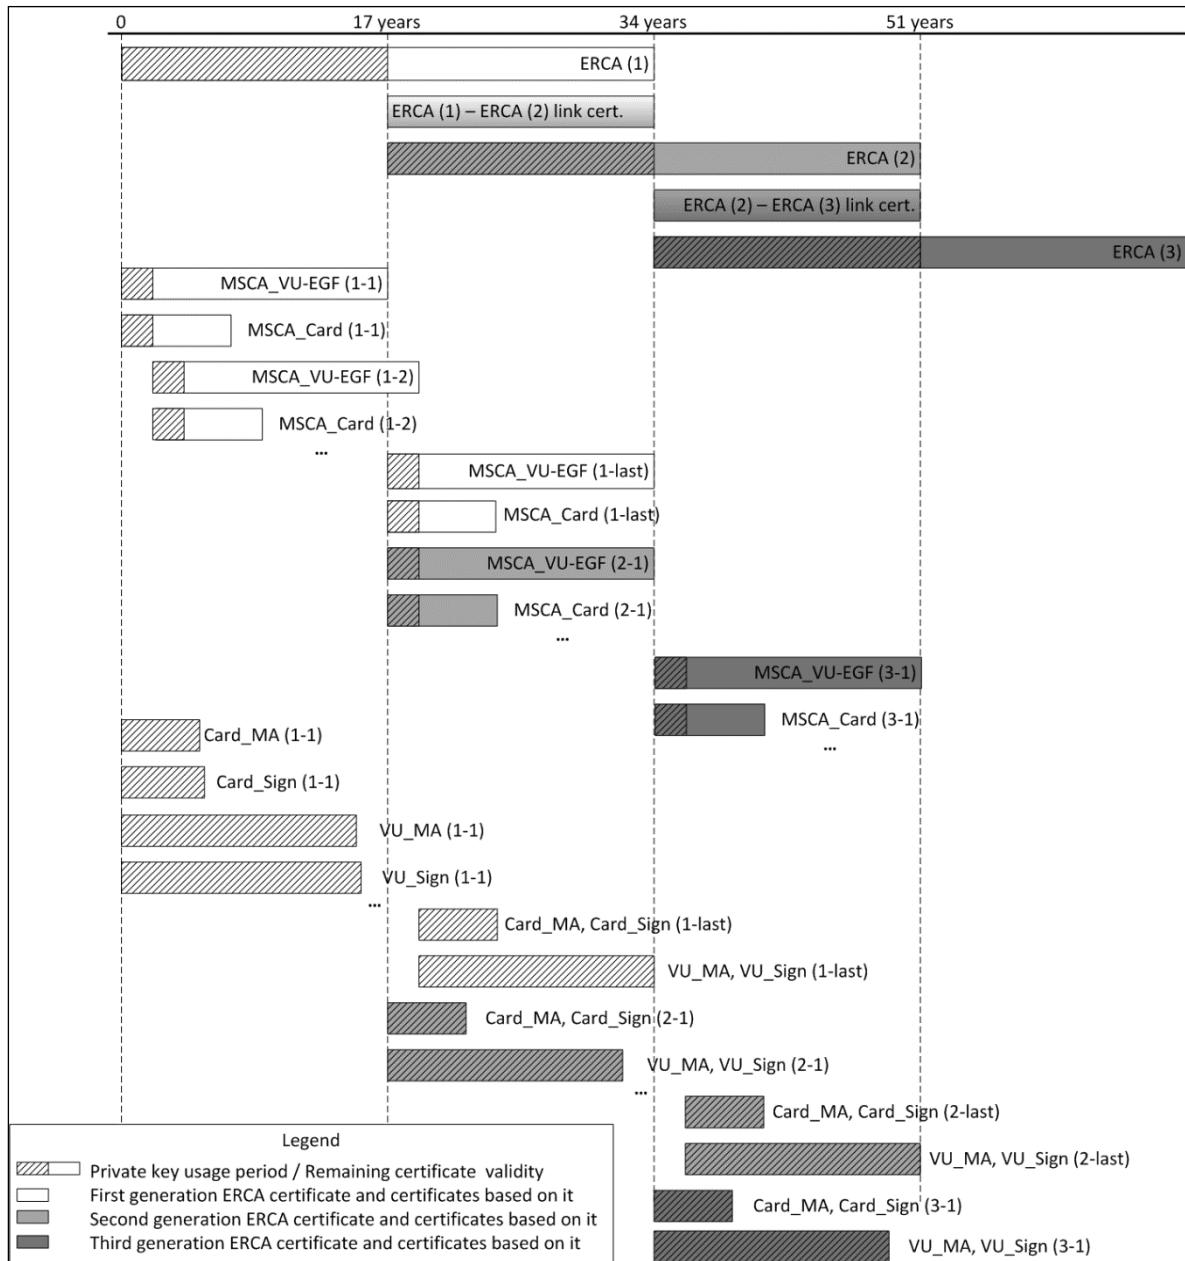 0 17 years 34 years 51 years
ERCA (1)
ERCA (1) – ERCA (2) link cert.
ERCA (2)
ERCA (2) – ERCA (3) link cert.
ERCA (3)
MSCA_VU-EGF (1-1)
MSCA_Card (1-1)
MSCA_VU-EGF (1-2)
MSCA_Card (1-2)
...
MSCA_VU-EGF (1-last)
MSCA_Card (1-last)
MSCA_VU-EGF (2-1)
MSCA_Card (2-1)
...
MSCA_VU-EGF (3-1)
MSCA_Card (3-1)
...
Card_MA (1-1)
Card_Sign (1-1)
VU_MA (1-1)
VU_Sign (1-1)
...
Card_MA, Card_Sign (1-last)
VU_MA, VU_Sign (1-last)
Card_MA, Card_Sign (2-1)
VU_MA, VU_Sign (2-1)
...
Card_MA, Card_Sign (2-last)
VU_MA, VU_Sign (2-last)
Card_MA, Card_Sign (3-1)
VU_MA, VU_Sign (3-1)
Legend
Private key usage period / Remaining certificate validity
First generation ERCA certificate and certificates based on it
Second generation ERCA certificate and certificates based on it
Third generation ERCA certificate and certificates based on it